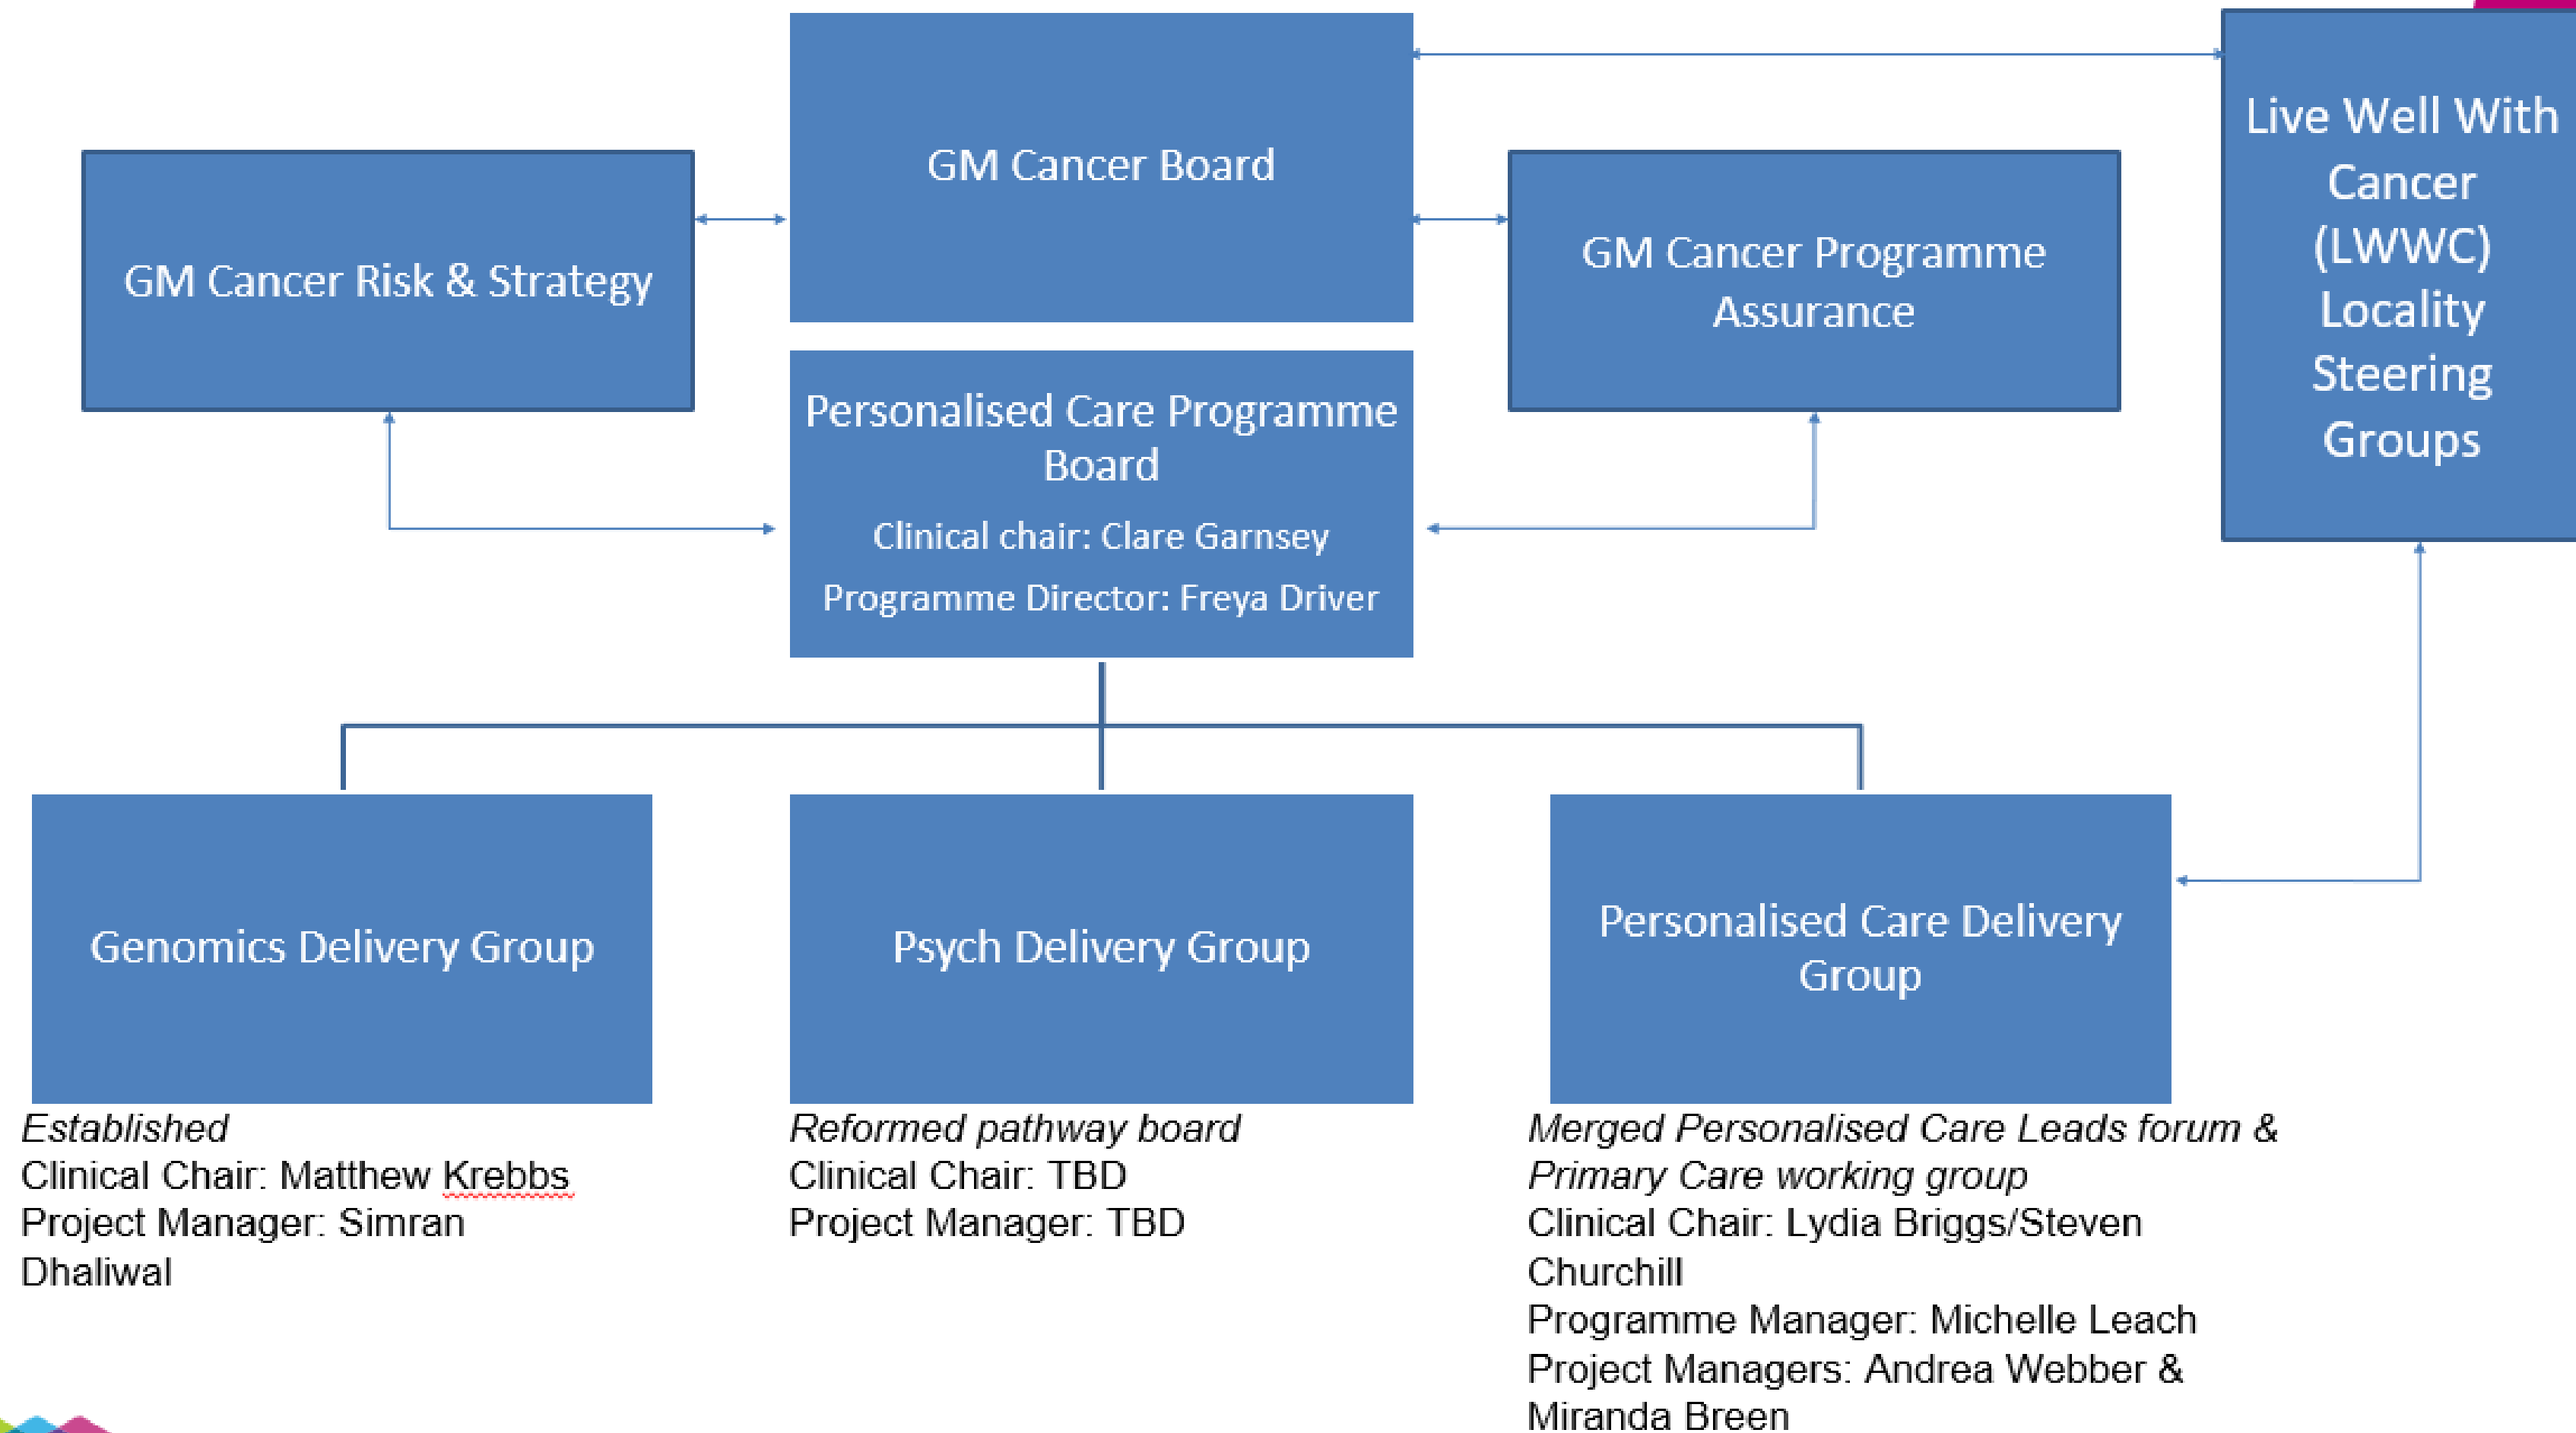 GM Cancer Board
Live Well With
Cancer
(LWWC)
Locality
Steering
Groups
GM Cancer Risk & Strategy
GM Cancer Programme
Assurance
Personalised Care Programme
Board
Clinical chair: Clare Garnsey
Programme Director: Freya Driver
Genomics Delivery Group
Psych Delivery Group
Personalised Care Delivery
Group
Established
Clinical Chair: Matthew Krebbs
Project Manager: Simran
Dhaliwal
Reformed pathway board
Clinical Chair: TBD
Project Manager: TBD
Merged Personalised Care Leads forum &
Primary Care working group
Clinical Chair: Lydia Briggs/Steven
Churchill
Programme Manager: Michelle Leach
Project Managers: Andrea Webber &
Miranda Breen